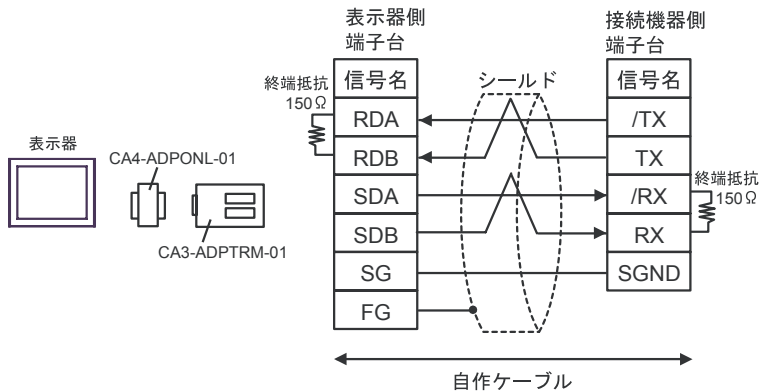 表示器側
端子台
接続機器側
端子台
信号名
シールド
信号名
終端抵抗
150Ω
RDA
/TX
RDB
TX
表示器
CA4-ADPONL-01
SDA
/RX
終端抵抗
150Ω
CA3-ADPTRM-01
SDB
RX
SG
SGND
FG
自作ケーブル